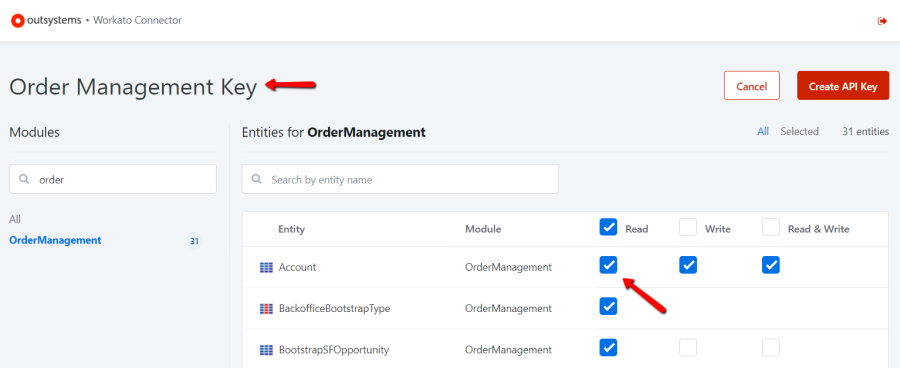 outsystems • Workato Connector
Order Management Key
Cancel
Create API Key
Modules
Entities for OrderManagement
All
Selected
31 entities
order
Search by entity name
All
OrderManagement
31
Entity
Module
Read
Write
Read & Write
Account
OrderManagement
BackofficeBootstrapType
OrderManagement
BootstrapSFOpportunity
OrderManagement